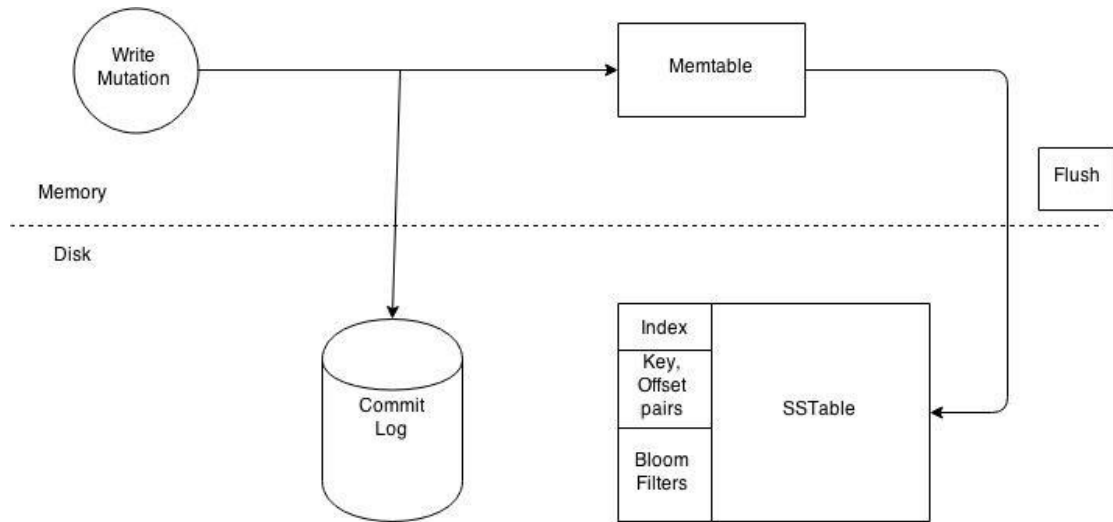 Write
Mutation
Memtable
Flush
Memory
Disk
Commit
Log
Index
Key,
Offset
pairs
SSTable
Bloom
Filters